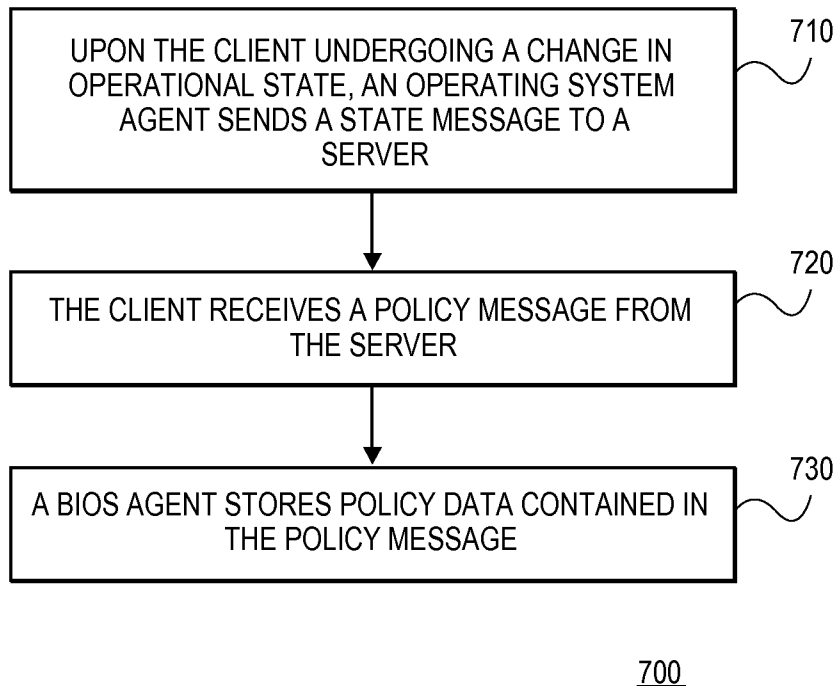 UPON THE CLIENT UNDERGOING A CHANGE IN
OPERATIONAL STATE, AN OPERATING SYSTEM
AGENT SENDS A STATE MESSAGE TO A
SERVER
710
THE CLIENT RECEIVES A POLICY MESSAGE FROM
THE SERVER
720
A BIOS AGENT STORES POLICY DATA CONTAINED IN
THE POLICY MESSAGE
730
700